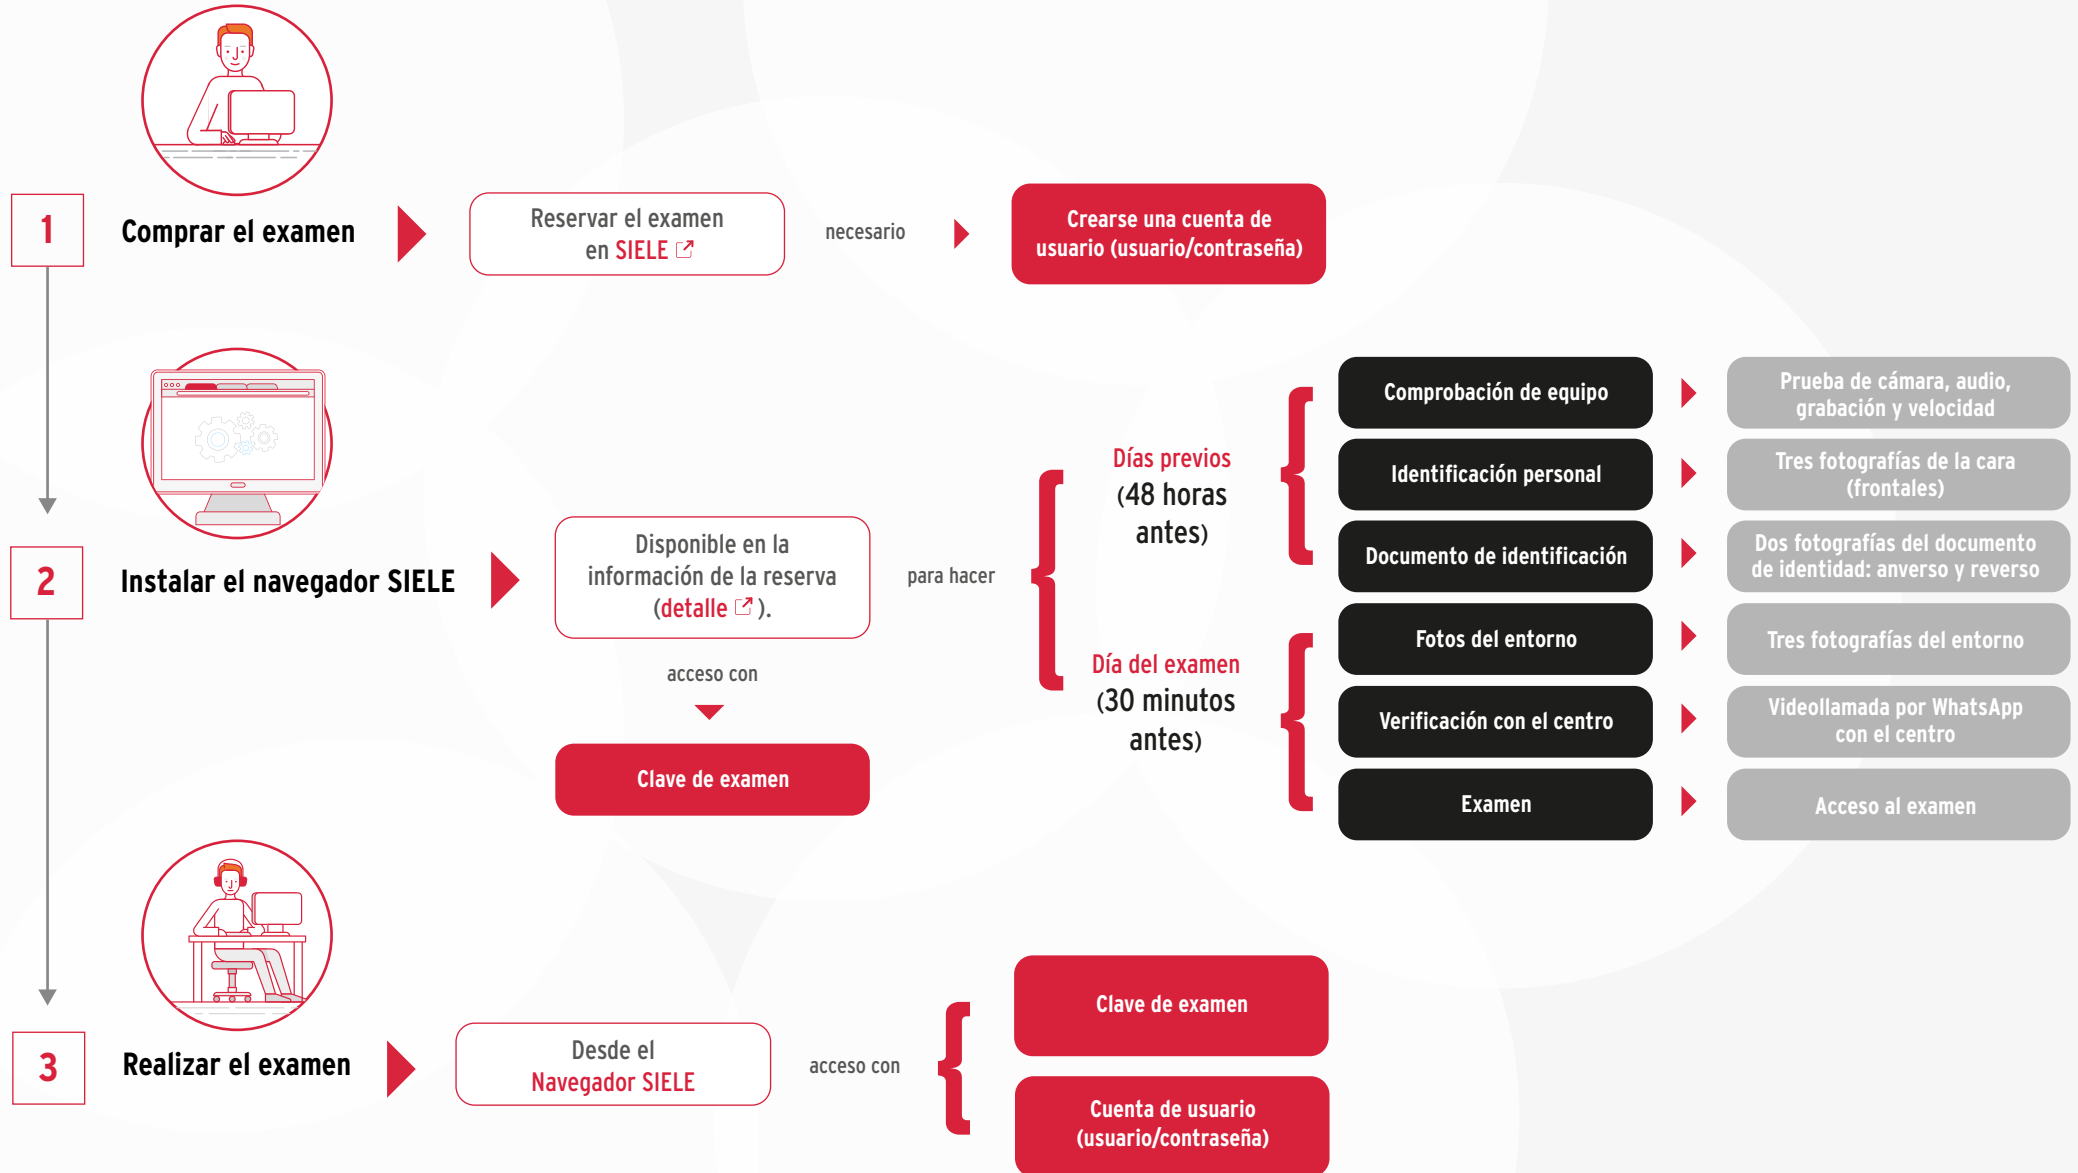 1
Comprar el examen
Reservar el examen
en SIELE
necesario
Crearse una cuenta de
usuario (usuario/contraseña)
2
Instalar el navegador SIELE
Disponible en la
información de la reserva
(detalle ).
acceso con
Clave de examen
para hacer
Días previos
(48 horas
antes)
Comprobación de equipo
Prueba de cámara, audio,
grabación y velocidad
Identificación personal
Tres fotografías de la cara
(frontales)
Documento de identificación
Dos fotografías del documento
de identidad: anverso y reverso
Día del examen
(30 minutos
antes)
Fotos del entorno
Tres fotografías del entorno
Verificación con el centro
Videollamada por WhatsApp
con el centro
Examen
Acceso al examen
3
Realizar el examen
Desde el
Navegador SIELE
acceso con
Clave de examen
Cuenta de usuario
(usuario/contraseña)